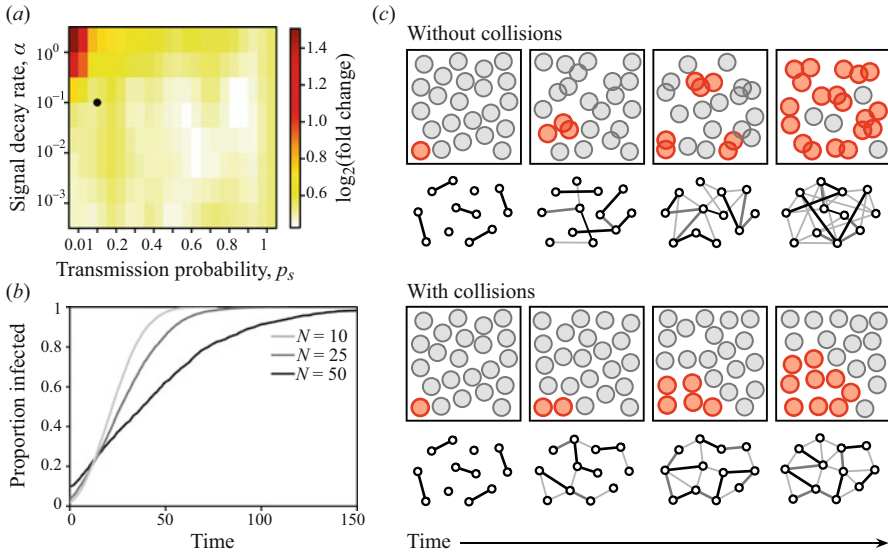 (a)
Signal decay rate, α
10⁰
10⁻¹
10⁻²
10⁻³
0.01 0.2 0.4 0.6 0.8 1
Transmission probability, pₛ
1.4
1.2
1.0
0.8
0.6
log₂(fold change)
(b)
Proportion infected
1
0.8
0.6
0.4
0.2
0
N = 10
N = 25
N = 50
0 50 100 150
Time
(c)
Without collisions
With collisions
Time